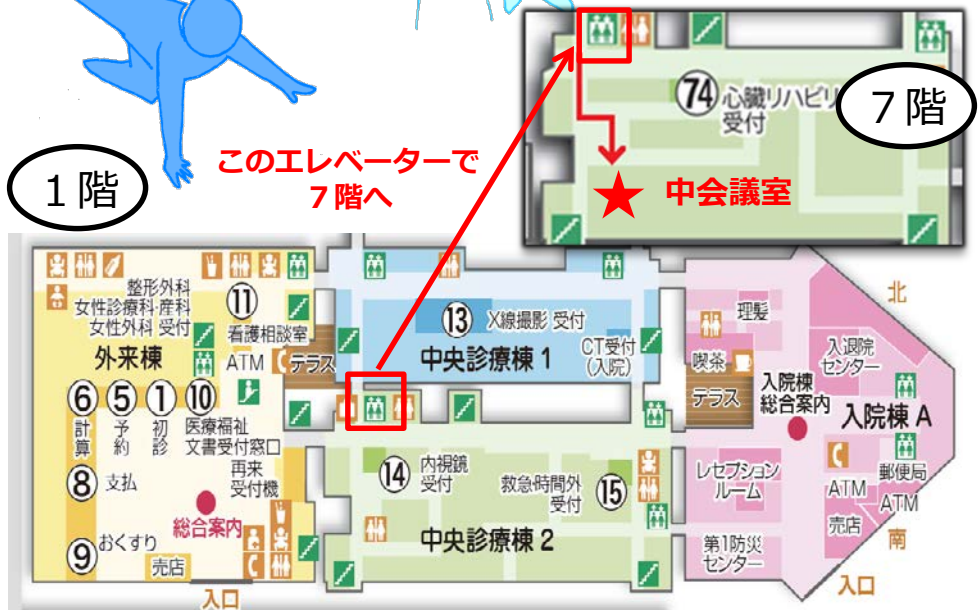 1階
このエレベーターで
7階へ
74 心臓リハビリ
受付
7階
中会議室
整形外科
女性診療科・産科
女性外科 受付
11
看護相談室
外来棟
ATM
テラス
6
計算
5
予約
1
初診
10
医療福祉
文書受付窓口
再来
受付機
8 支払
総合案内
9 おくすり
売店
入口
13 X線撮影 受付
中央診療棟 1
CT受付
(入院)
14 内視鏡
受付
救急時間外
受付 15
中央診療棟 2
北
理髪
喫茶
テラス
入退院
センター
入院棟
総合案内
入院棟 A
レセプション
ルーム
郵便局
ATM
ATM
売店
南
第1防災
センター
入口